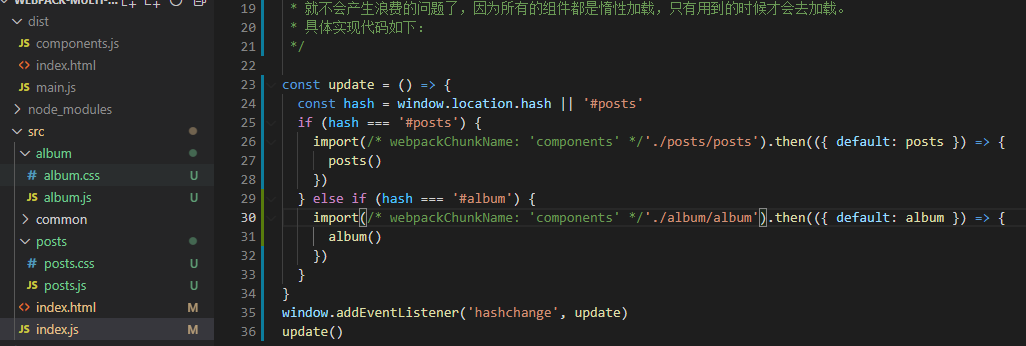 WEBPACK-MULTI-...
dist
JS components.js
<> index.html
JS main.js
node_modules
src
album
# album.css U
JS album.js U
common
posts
# posts.css U
JS posts.js U
<> index.html M
JS index.js M
19 * 就不会产生浪费的问题了，因为所有的组件都是惰性加载，只有用到的时候才会去加载。
20 * 具体实现代码如下：
21 */
22
23 const update = () => {
24 const hash = window.location.hash || '#posts'
25 if (hash === '#posts') {
26 import(/* webpackChunkName: 'components' */'./posts/posts').then(({ default: posts }) => {
27 posts()
28 })
29 } else if (hash === '#album') {
30 import(/* webpackChunkName: 'components' */'./album/album').then(({ default: album }) => {
31 album()
32 })
33 }
34 }
35 window.addEventListener('hashchange', update)
36 update()